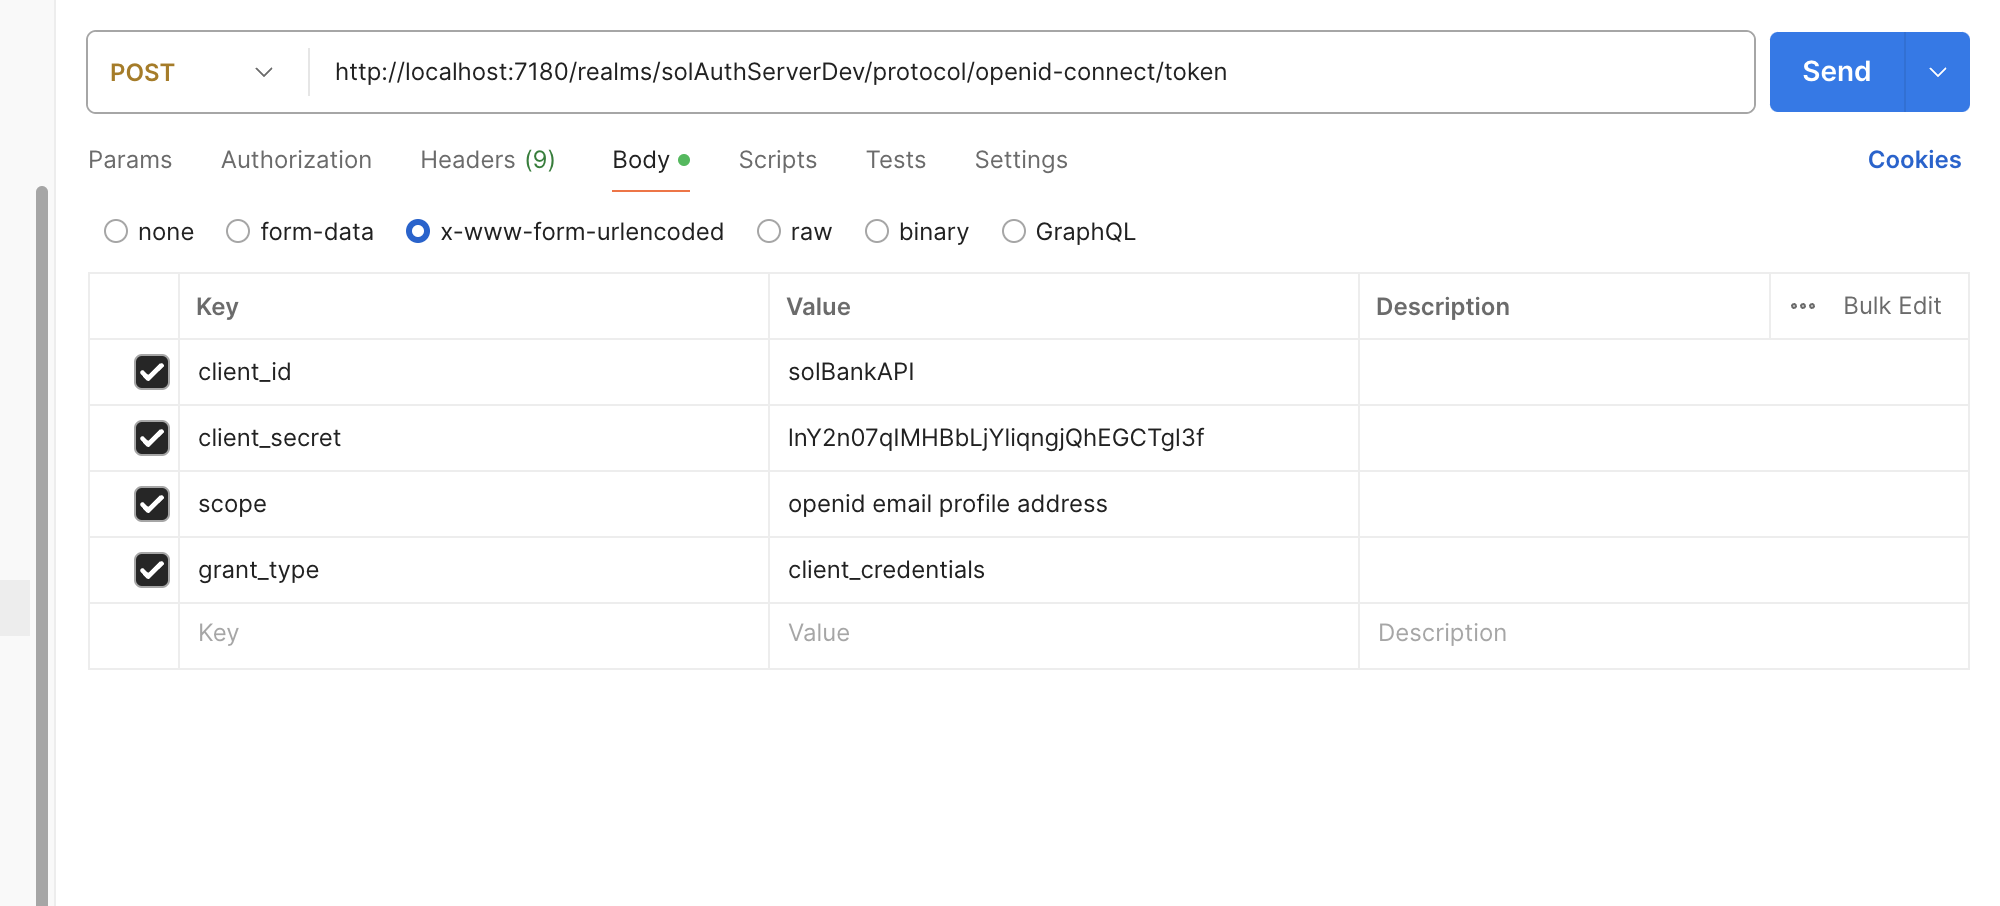 POST http://localhost:7180/realms/solAuthServerDev/protocol/openid-connect/token Send
Params Authorization Headers (9) Body Scripts Tests Settings Cookies
none form-data x-www-form-urlencoded raw binary GraphQL
Key Value Description Bulk Edit
client_id solBankAPI
client_secret lnY2n07qIMHBbLjYliqngjQhEGCTgl3f
scope openid email profile address
grant_type client_credentials
Key Value Description